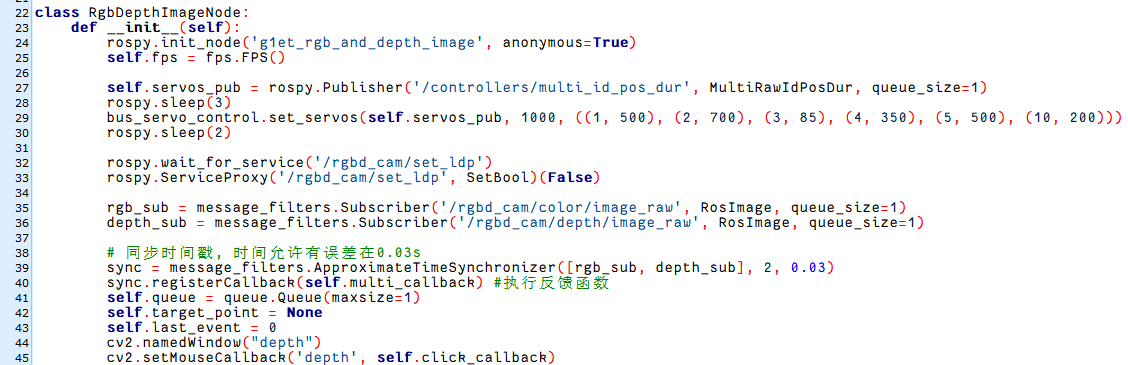 22 class RgbDepthImageNode:
23     def __init__(self):
24         rospy.init_node('g1et_rgb_and_depth_image', anonymous=True)
25         self.fps = fps.FPS()
26
27         self.servos_pub = rospy.Publisher('/controllers/multi_id_pos_dur', MultiRawIdPosDur, queue_size=1)
28         rospy.sleep(3)
29         bus_servo_control.set_servos(self.servos_pub, 1000, ((1, 500), (2, 700), (3, 85), (4, 350), (5, 500), (10, 200)))
30         rospy.sleep(2)
31
32         rospy.wait_for_service('/rgbd_cam/set_ldp')
33         rospy.ServiceProxy('/rgbd_cam/set_ldp', SetBool)(False)
34
35         rgb_sub = message_filters.Subscriber('/rgbd_cam/color/image_raw', RosImage, queue_size=1)
36         depth_sub = message_filters.Subscriber('/rgbd_cam/depth/image_raw', RosImage, queue_size=1)
37
38         # 同步时间戳, 时间允许有误差在0.03s
39         sync = message_filters.ApproximateTimeSynchronizer([rgb_sub, depth_sub], 2, 0.03)
40         sync.registerCallback(self.multi_callback) #执行反馈函数
41         self.queue = queue.Queue(maxsize=1)
42         self.target_point = None
43         self.last_event = 0
44         cv2.namedWindow("depth")
45         cv2.setMouseCallback('depth', self.click_callback)